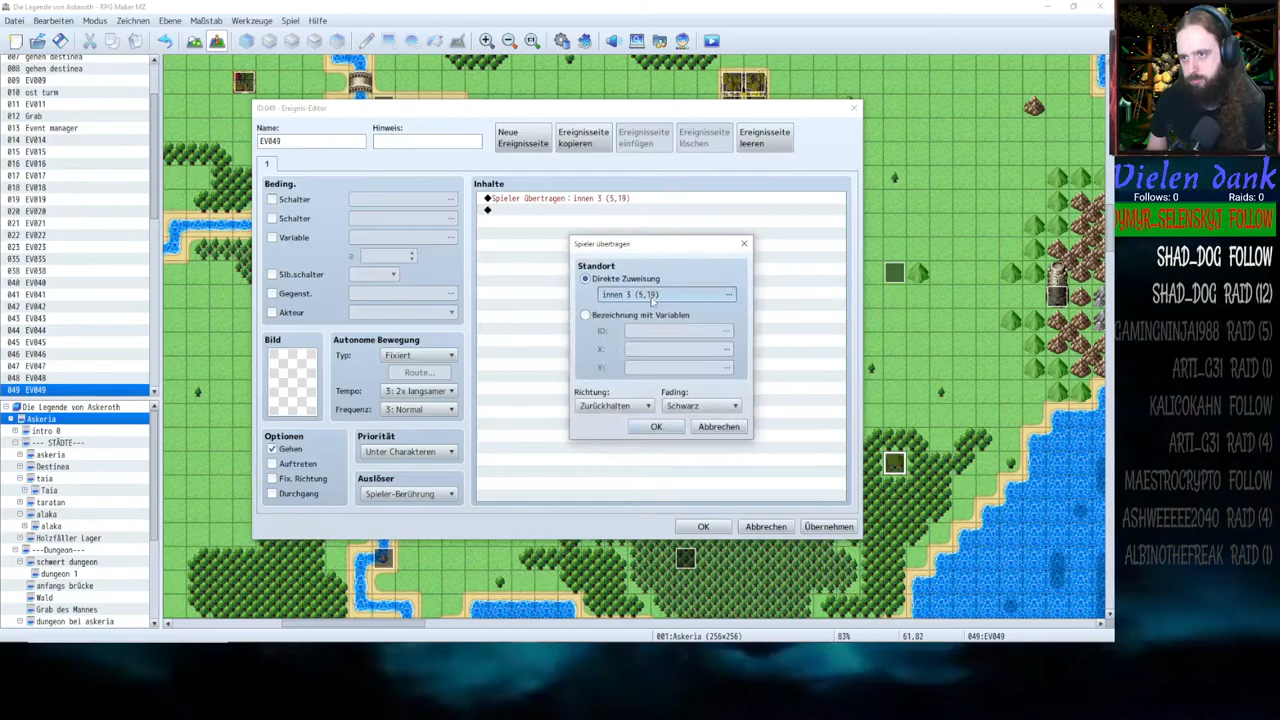 Die Legende von Askeroth - RPG Maker MZ
Datei Bearbeiten Modus Zeichnen Ebene Maßstab Werkzeuge Spiel Hilfe
007 gehen destinea
008 gehen destinea
009 EV009
010 ost turm
011 EV011
012 Grab
013 Event manager
014 EV014
015 EV015
016 EV016
017 EV017
018 EV018
019 EV019
020 EV020
021 EV021
022 EV022
023 EV023
035 EV035
038 EV038
039 EV039
040 EV040
041 EV041
042 EV042
043 EV043
044 EV044
045 EV045
046 EV046
047 EV047
048 EV048
049 EV049
Die Legende von Askeroth
Askeria
intro 0
--- STÄDTE---
askeria
Destinea
taia
Taia
taratan
alaka
alaka
Holzfäller Lager
---Dungeon---
schwert dungeon
dungeon 1
anfangs brücke
Wald
Grab des Mannes
dungeon bei askeria
ID:049 - Ereignis-Editor
Name:
EV049
Hinweis:
Neue Ereignisseite
Ereignisseite kopieren
Ereignisseite einfügen
Ereignisseite löschen
Ereignisseite leeren
1
Beding.
Schalter
Schalter
Variable
≥
Slb.schalter
Gegenst.
Akteur
Bild
Autonome Bewegung
Typ: Fixiert
Route...
Tempo: 3: 2x langsamer
Frequenz: 3: Normal
Optionen
Gehen
Auftreten
Fix. Richtung
Durchgang
Priorität
Unter Charakteren
Auslöser
Spieler-Berührung
Inhalte
◆Spieler übertragen：innen 3 (5,19)
◆
OK Abbrechen Übernehmen
Spieler übertragen
Standort
Direkte Zuweisung
innen 3 (5,19)
Bezeichnung mit Variablen
ID:
X:
Y:
Richtung: Fading:
Zurückhalten Schwarz
OK Abbrechen
001:Askeria (256x256) 83% 61,82 049:EV049
Vielen dank
Follows: 0 Raids: 0
YMYR_SELENSKYJ FOLLOW
SHAD_DOG FOLLOW
SHAD_DOG RAID (12)
GAMINGNINJA1988 RAID (4)
ARTI_G31 RAID (1)
KALICOKAHN FOLLOW
ARTI_G31 RAID (4)
MAESTROCRYPTO FOLLOW
ASHWEEEEE2040 RAID (4)
ALBINOTHEFREAK RAID (1)